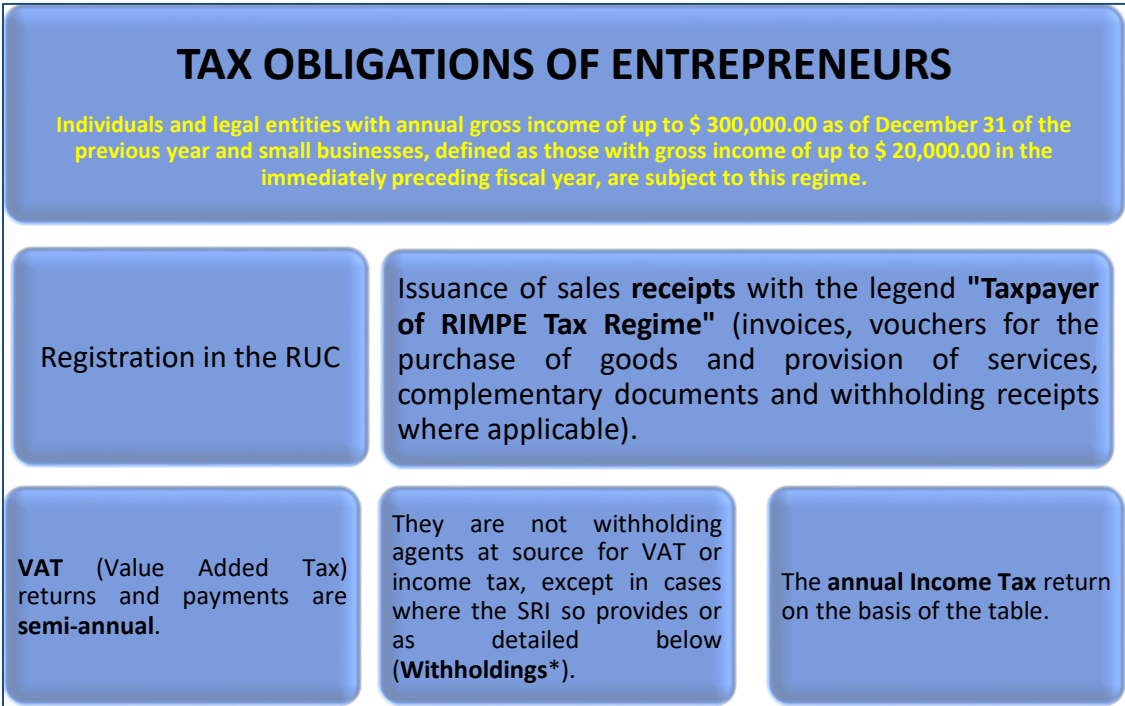 TAX OBLIGATIONS OF ENTREPRENEURS
Individuals and legal entities with annual gross income of up to $ 300,000.00 as of December 31 of the
previous year and small businesses, defined as those with gross income of up to $ 20,000.00 in the
immediately preceding fiscal year, are subject to this regime.
Registration in the RUC
Issuance of sales receipts with the legend "Taxpayer
of RIMPE Tax Regime" (invoices, vouchers for the
purchase of goods and provision of services,
complementary documents and withholding receipts
where applicable).
VAT (Value Added Tax)
returns and payments are
semi-annual.
They are not withholding
agents at source for VAT or
income tax, except in cases
where the SRI so provides or
as detailed below
(Withholdings*).
The annual Income Tax return
on the basis of the table.